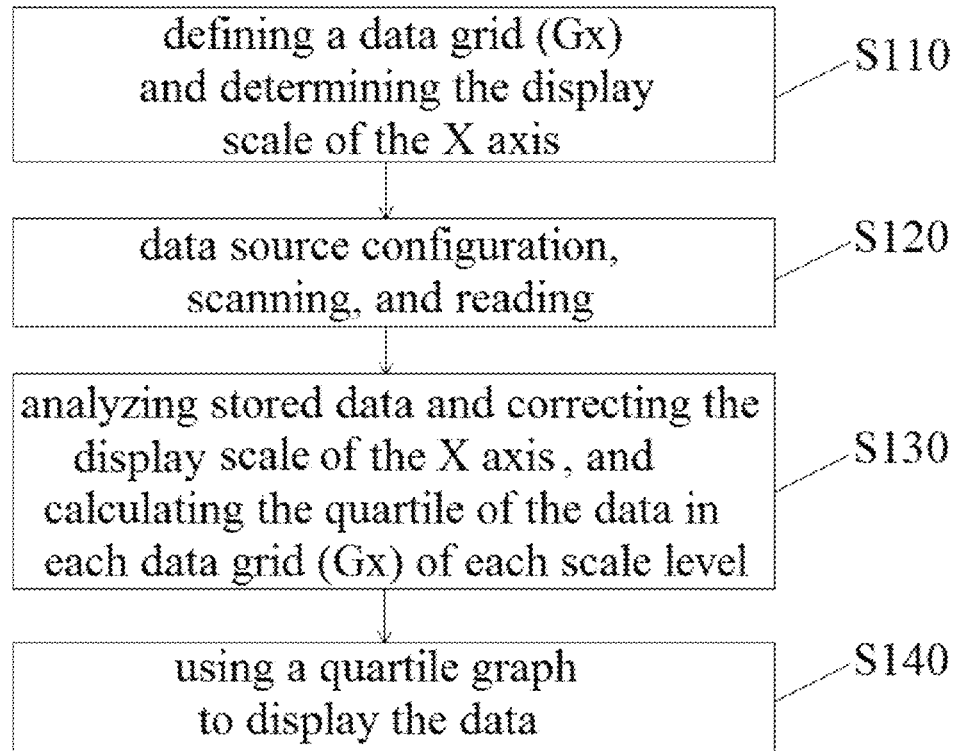 defining a data grid (Gx)
and determining the display
scale of the X axis
S110
data source configuration,
scanning, and reading
S120
analyzing stored data and correcting the
display scale of the X axis, and
calculating the quartile of the data in
each data grid (Gx) of each scale level
S130
using a quartile graph
to display the data
S140